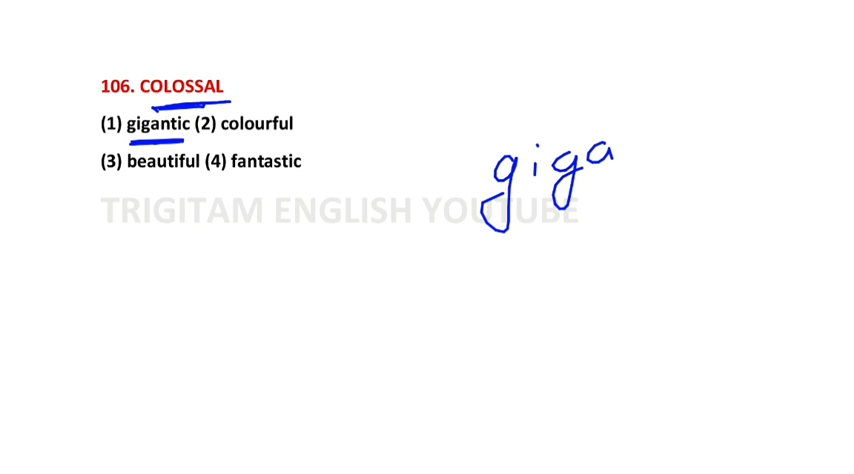 106. COLOSSAL
(1) gigantic (2) colourful
(3) beautiful (4) fantastic
giga
TRIGITAM ENGLISH YOUTUBE